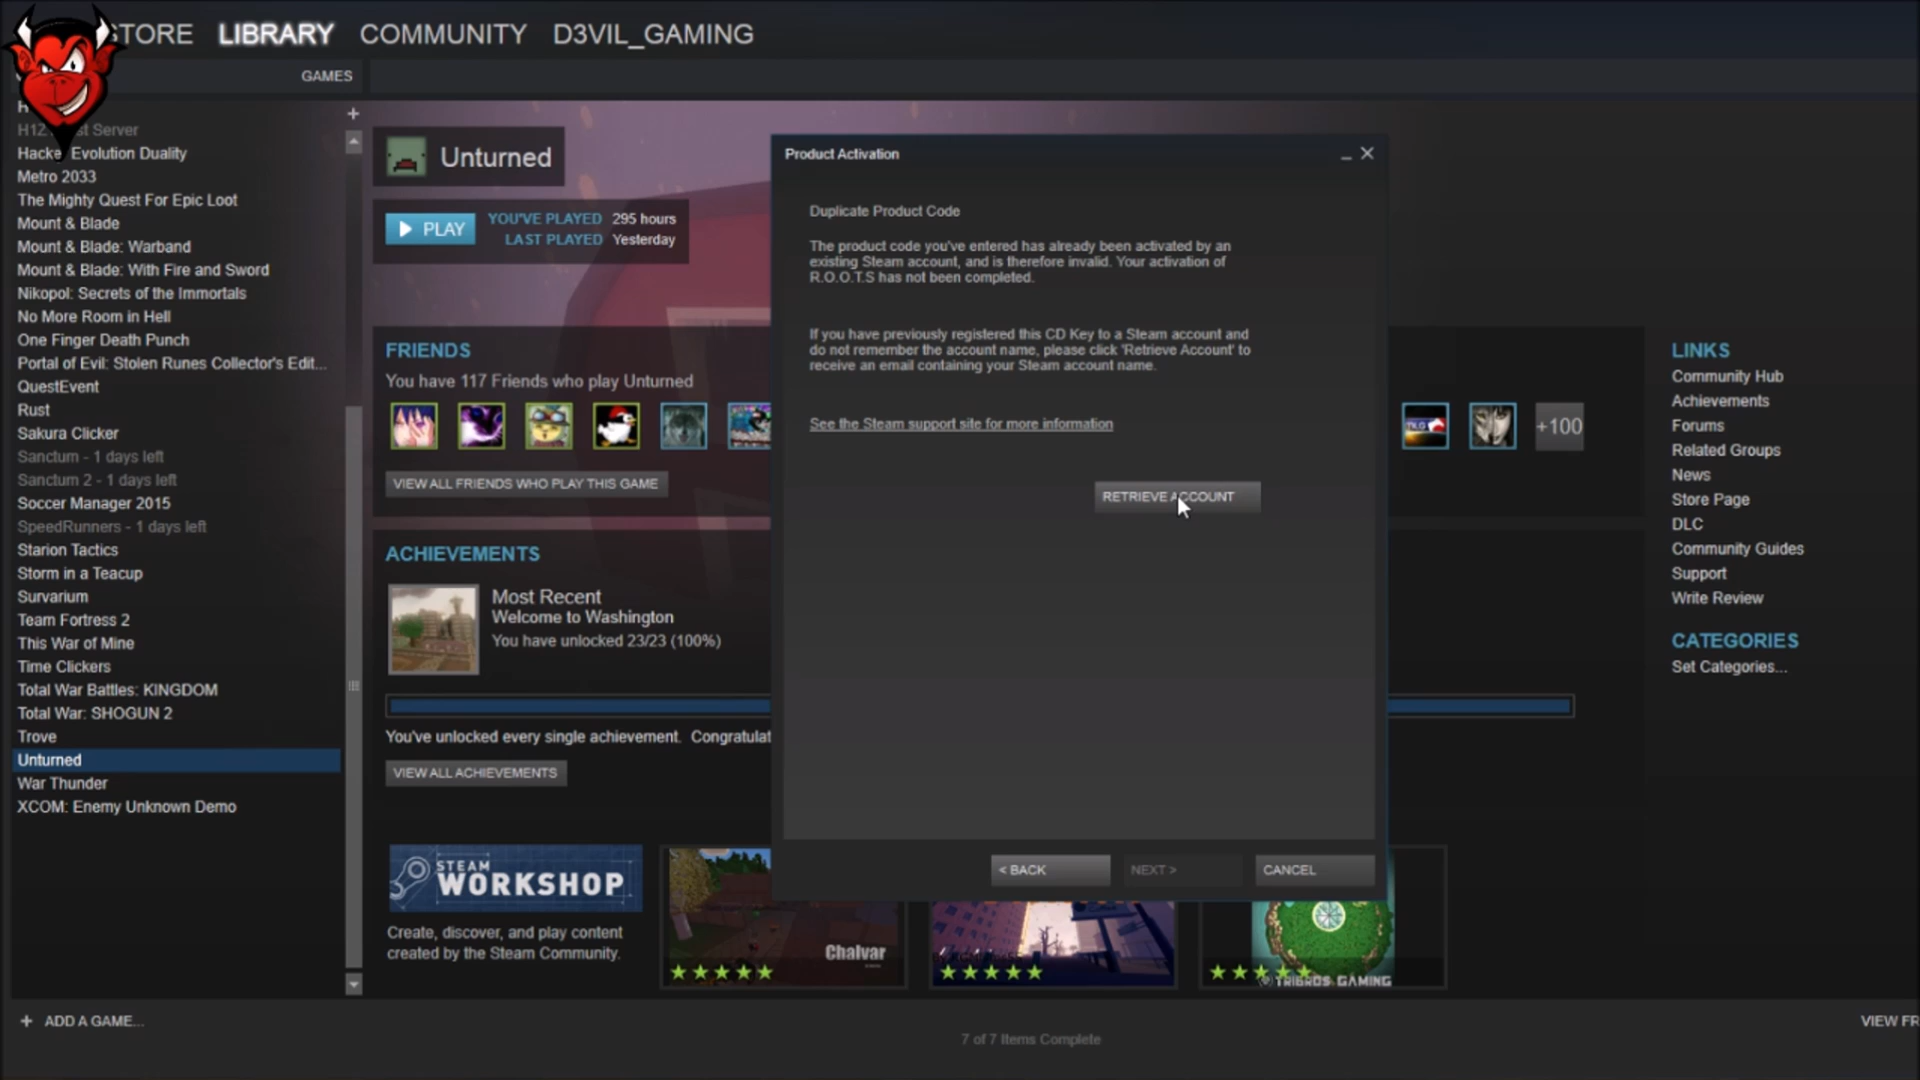 STORE LIBRARY COMMUNITY D3VIL_GAMING
GAMES
Hacke Evolution Duality
Metro 2033
The Mighty Quest For Epic Loot
Mount & Blade
Mount & Blade: Warband
Mount & Blade: With Fire and Sword
Nikopol: Secrets of the Immortals
No More Room in Hell
One Finger Death Punch
Portal of Evil: Stolen Runes Collector's Edit...
QuestEvent
Rust
Sakura Clicker
Sanctum - 1 days left
Sanctum 2 - 1 days left
Soccer Manager 2015
SpeedRunners - 1 days left
Starion Tactics
Storm in a Teacup
Survarium
Team Fortress 2
This War of Mine
Time Clickers
Total War Battles: KINGDOM
Total War: SHOGUN 2
Trove
Unturned
War Thunder
XCOM: Enemy Unknown Demo
+ ADD A GAME...
Unturned
PLAY
YOU'VE PLAYED 295 hours
LAST PLAYED Yesterday
FRIENDS
You have 117 Friends who play Unturned
+100
VIEW ALL FRIENDS WHO PLAY THIS GAME
ACHIEVEMENTS
Most Recent
Welcome to Washington
You have unlocked 23/23 (100%)
You've unlocked every single achievement. Congratulat
VIEW ALL ACHIEVEMENTS
STEAM
WORKSHOP
Create, discover, and play content
created by the Steam Community.
Chalvar
TRIBROS GAMING
Product Activation
Duplicate Product Code
The product code you've entered has already been activated by an
existing Steam account, and is therefore invalid. Your activation of
R.O.O.T.S has not been completed.
If you have previously registered this CD Key to a Steam account and
do not remember the account name, please click 'Retrieve Account' to
receive an email containing your Steam account name.
See the Steam support site for more information
RETRIEVE ACCOUNT
< BACK
NEXT >
CANCEL
LINKS
Community Hub
Achievements
Forums
Related Groups
News
Store Page
DLC
Community Guides
Support
Write Review
CATEGORIES
Set Categories...
7 of 7 Items Complete
VIEW FR